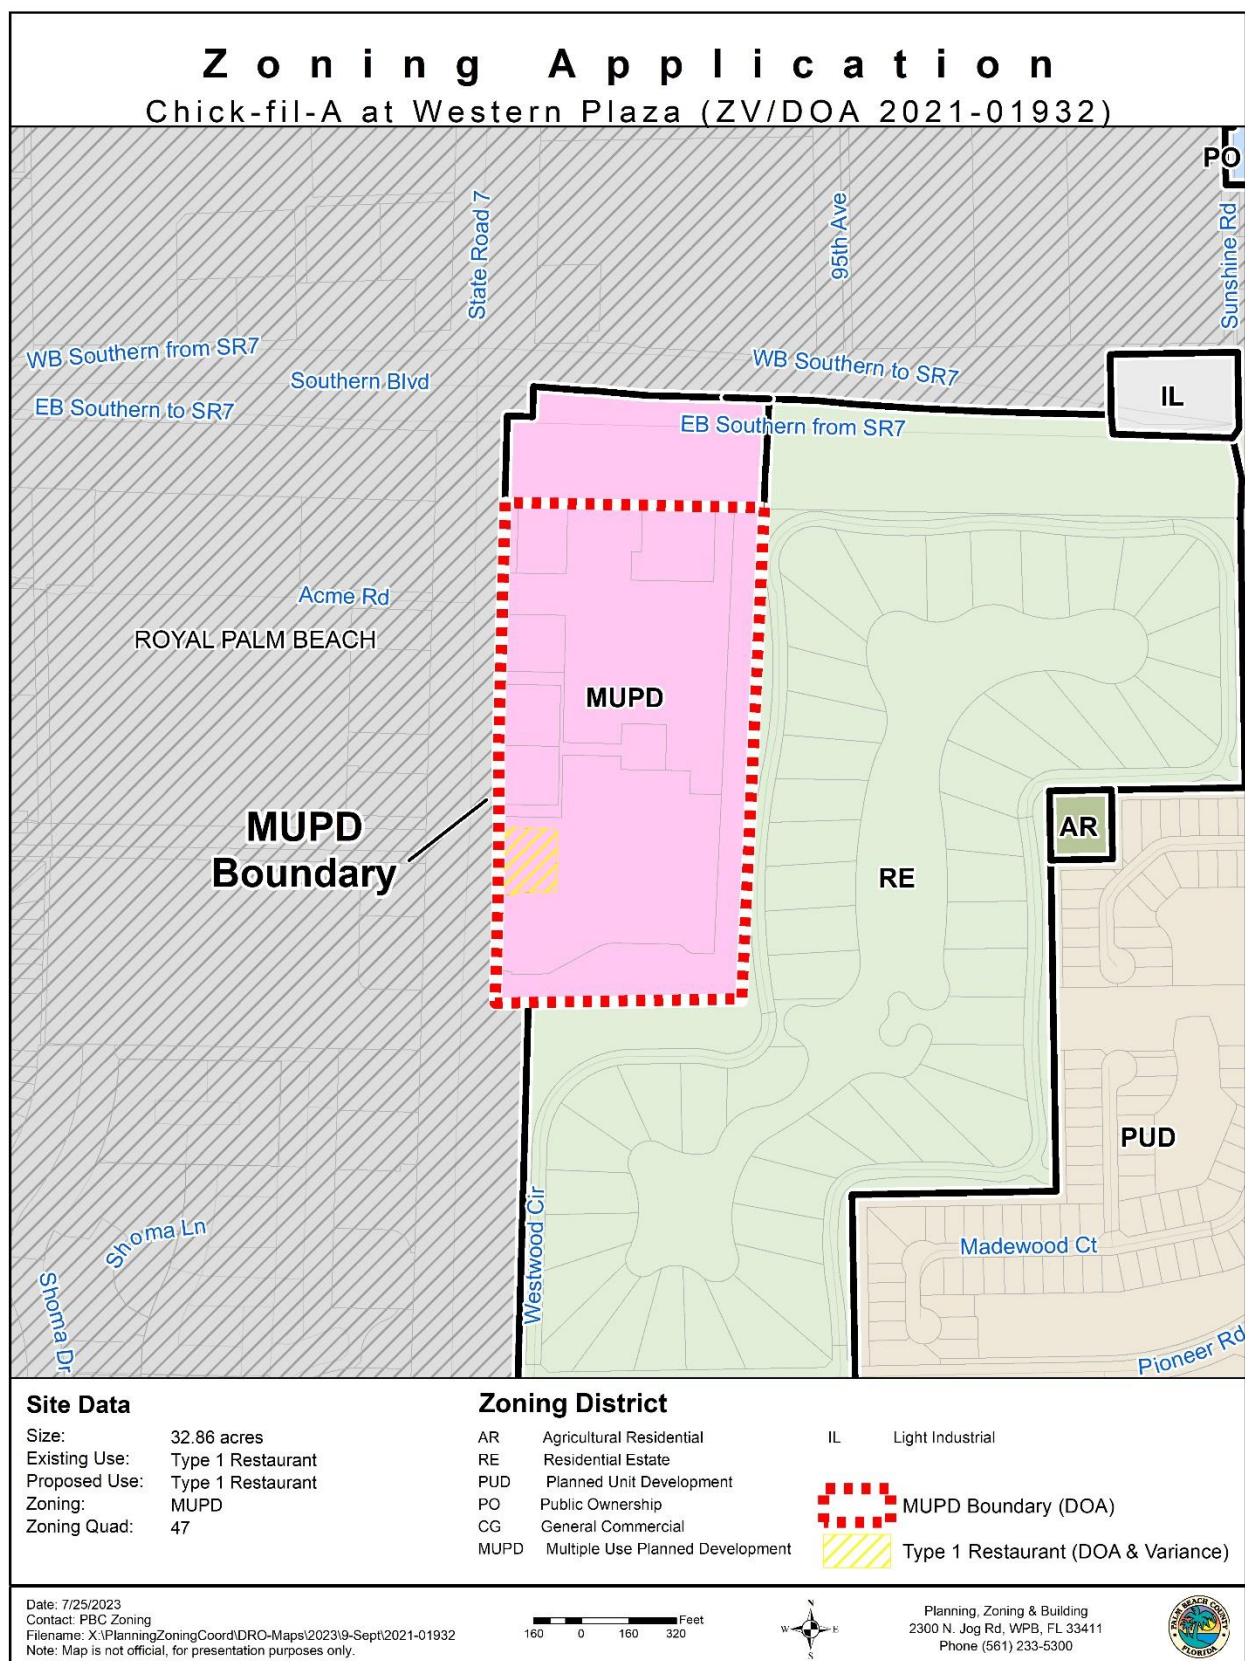 Zoning Application
Chick-fil-A at Western Plaza (ZV/DOA 2021-01932)
PO
State Road 7
95th Ave
Sunshine Rd
WB Southern from SR7
Southern Blvd
EB Southern to SR7
WB Southern to SR7
EB Southern from SR7
IL
Acme Rd
ROYAL PALM BEACH
MUPD
MUPD
Boundary
AR
RE
PUD
Shoma Ln
Shoma Dr
Westwood Cir
Madewood Ct
Pioneer Rd
Site Data
Size: 32.86 acres
Existing Use: Type 1 Restaurant
Proposed Use: Type 1 Restaurant
Zoning: MUPD
Zoning Quad: 47
Zoning District
AR Agricultural Residential
RE Residential Estate
PUD Planned Unit Development
PO Public Ownership
CG General Commercial
MUPD Multiple Use Planned Development
IL Light Industrial
MUPD Boundary (DOA)
Type 1 Restaurant (DOA & Variance)
Date: 7/25/2023
Contact: PBC Zoning
Filename: X:\PlanningZoningCoord\DRO-Maps\2023\9-Sept\2021-01932
Note: Map is not official, for presentation purposes only.
Feet
160 0 160 320
N
W E
S
Planning, Zoning & Building
2300 N. Jog Rd, WPB, FL 33411
Phone (561) 233-5300
PALM BEACH COUNTY
FLORIDA